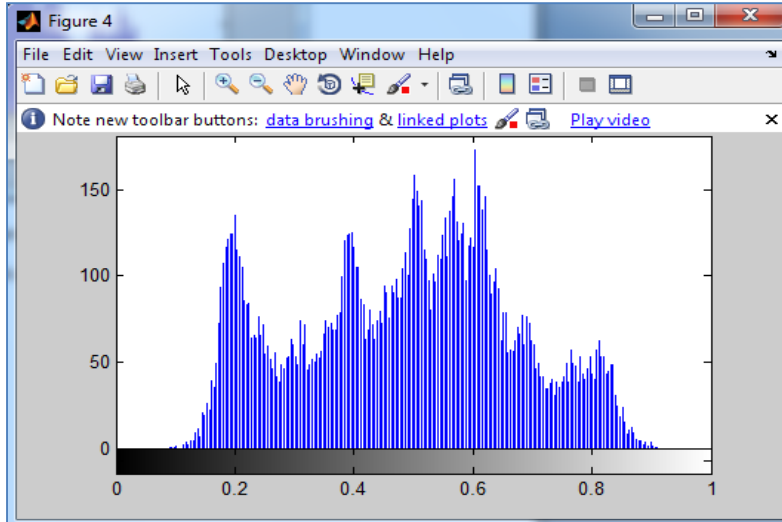 Figure 4
File Edit View Insert Tools Desktop Window Help
Note new toolbar buttons: data brushing & linked plots Play video
150
100
50
0
0 0.2 0.4 0.6 0.8 1